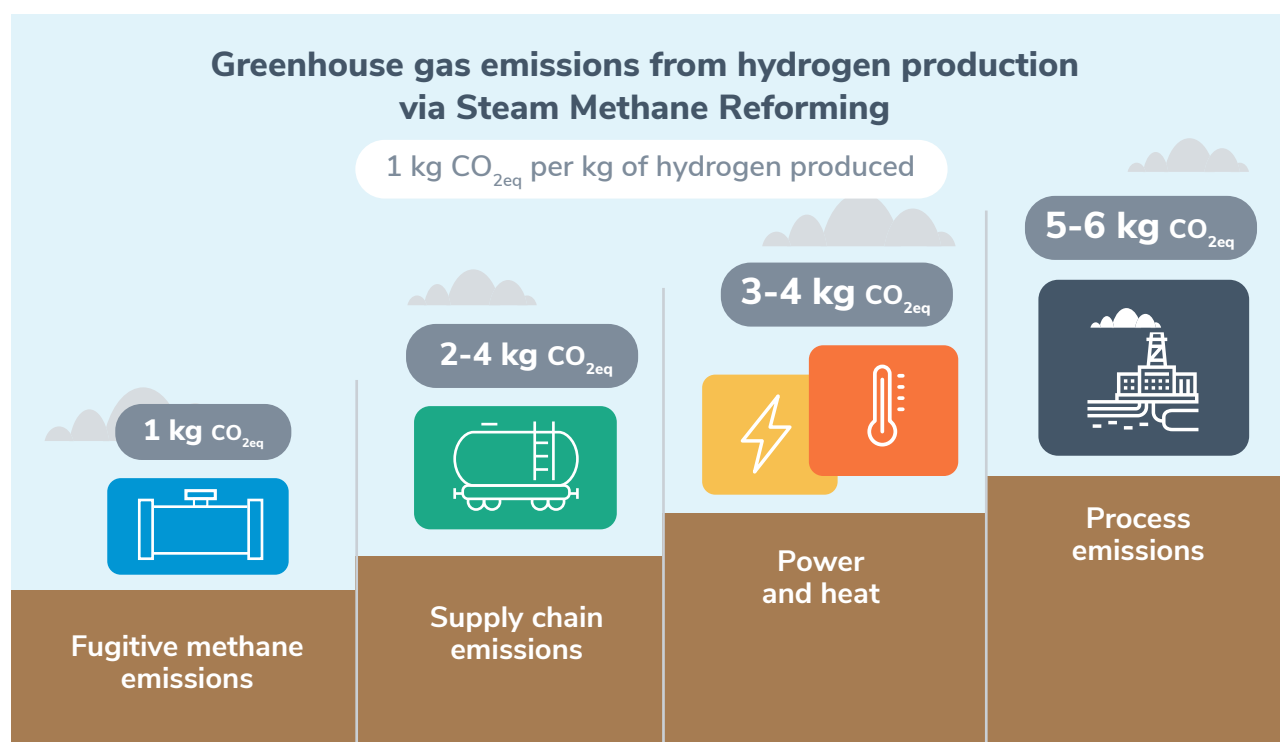 Greenhouse gas emissions from hydrogen production
via Steam Methane Reforming
1 kg CO2eq per kg of hydrogen produced
5-6 kg CO2eq
3-4 kg CO2eq
2-4 kg CO2eq
1 kg CO2eq
Process
emissions
Power
and heat
Supply chain
emissions
Fugitive methane
emissions